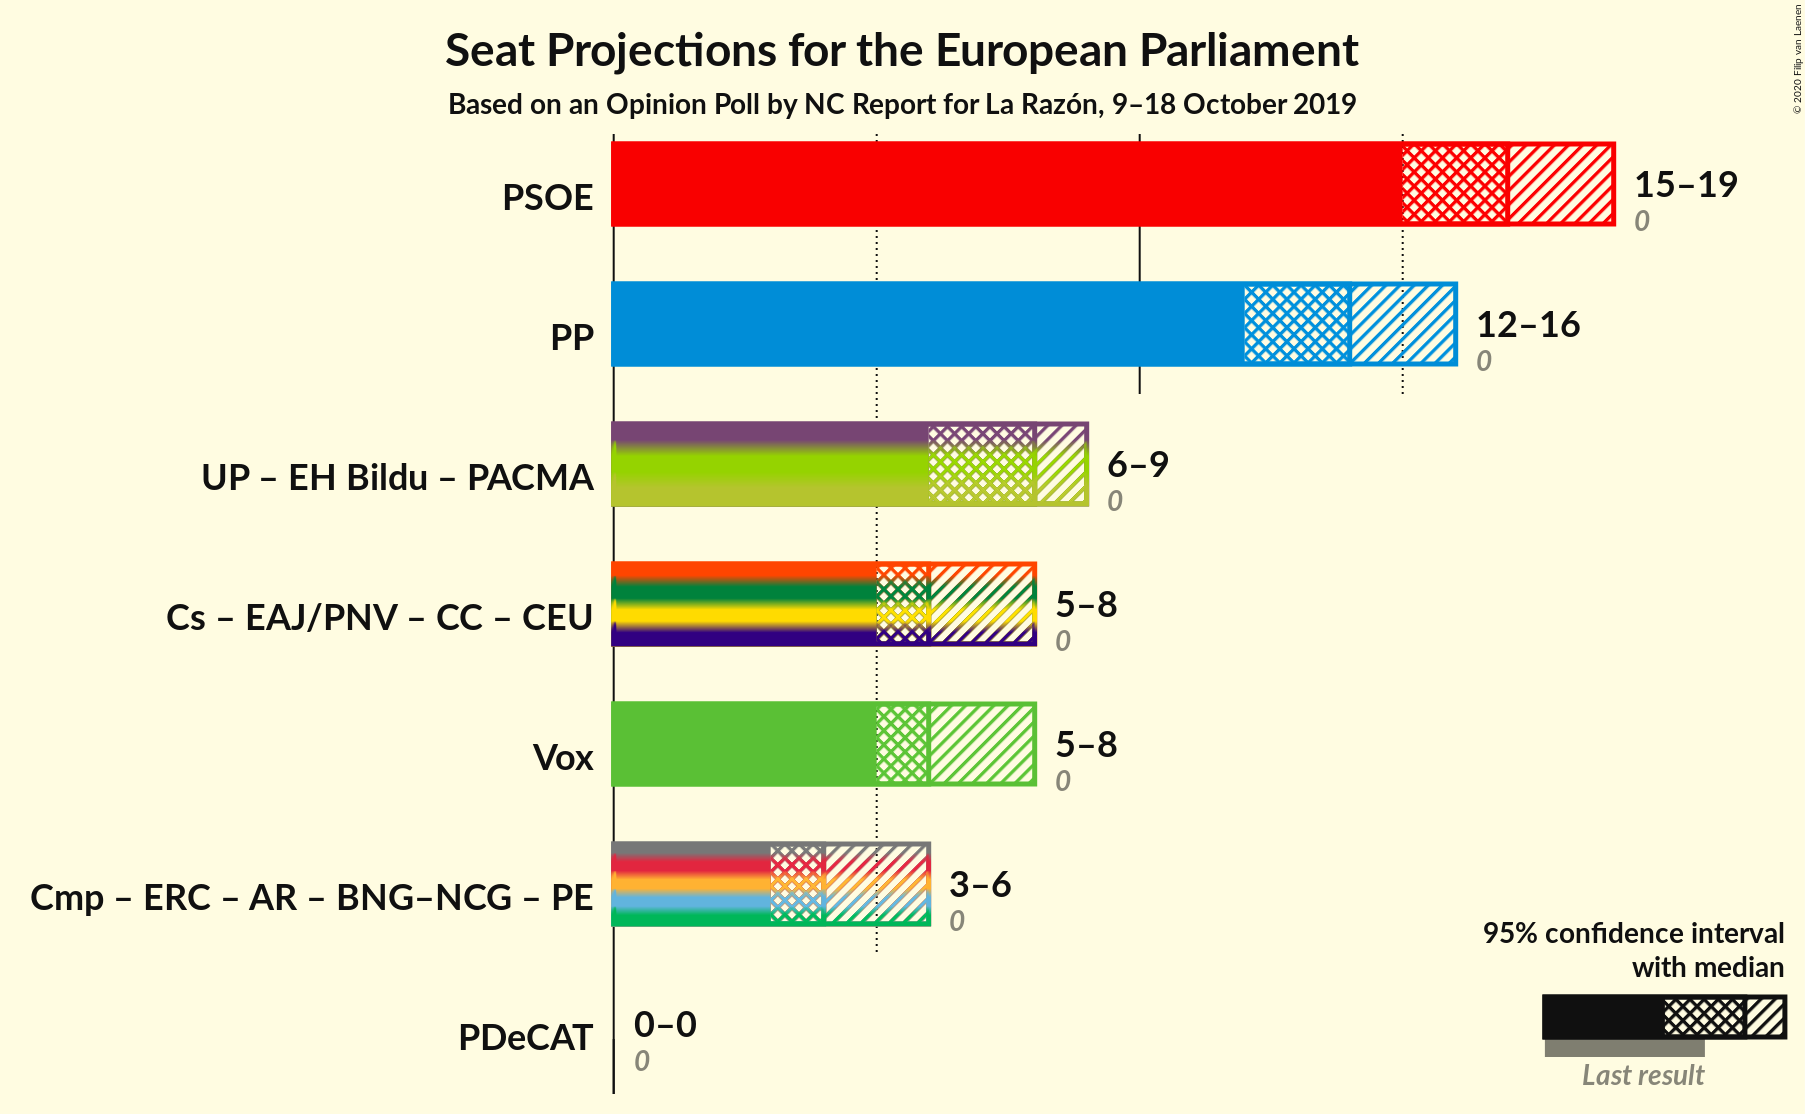 Seat Projections for the European Parliament
Based on an Opinion Poll by NC Report for La Razón, 9–18 October 2019
© 2020 Filip van Laenen
PSOE
15–19
0
PP
12–16
0
UP – EH Bildu – PACMA
6–9
0
Cs – EAJ/PNV – CC – CEU
5–8
0
Vox
5–8
0
Cmp – ERC – AR – BNG–NCG – PE
3–6
0
PDeCAT
0–0
0
95% confidence interval
with median
Last result